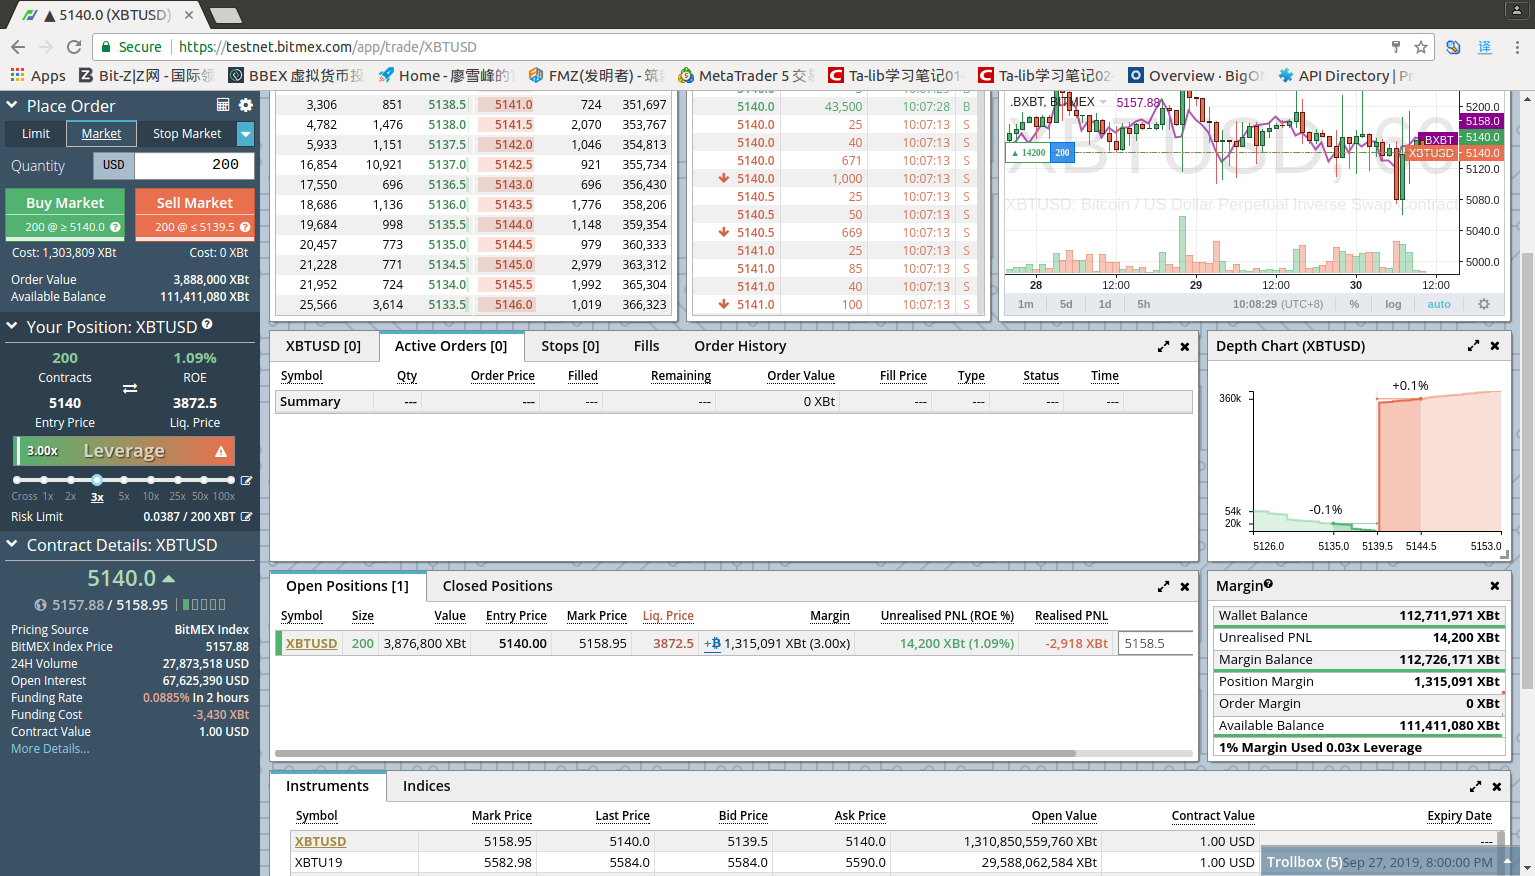 ▲ 5140.0 (XBTUSD)
Secure https://testnet.bitmex.com/app/trade/XBTUSD
Apps Bit-Z|Z网 - 国际领 BBEX 虚拟货币投 Home - 廖雪峰的 FMZ(发明者) - 筑 MetaTrader 5 交 Ta-lib学习笔记01- Ta-lib学习笔记02- Overview · BigO API Directory | Pr
译
Place Order
Limit Market Stop Market
Quantity USD 200
Buy Market Sell Market
200 @ ≥ 5140.0 200 @ ≤ 5139.5
Cost: 1,303,809 XBt Cost: 0 XBt
Order Value 3,888,000 XBt
Available Balance 111,411,080 XBt
Your Position: XBTUSD
200 1.09%
Contracts ROE
5140 3872.5
Entry Price Liq. Price
3.00x Leverage
Cross 1x 2x 3x 5x 10x 25x 50x 100x
Risk Limit 0.0387 / 200 XBT
Contract Details: XBTUSD
5140.0
5157.88 / 5158.95
Pricing Source BitMEX Index
BitMEX Index Price 5157.88
24H Volume 27,873,518 USD
Open Interest 67,625,390 USD
Funding Rate 0.0885% In 2 hours
Funding Cost -3,430 XBt
Contract Value 1.00 USD
More Details...
3,306 851 5138.5 5141.0 724 351,697
4,782 1,476 5138.0 5141.5 2,070 353,767
5,933 1,151 5137.5 5142.0 1,046 354,813
16,854 10,921 5137.0 5142.5 921 355,734
17,550 696 5136.5 5143.0 696 356,430
18,686 1,136 5136.0 5143.5 1,776 358,206
19,684 998 5135.5 5144.0 1,148 359,354
20,457 773 5135.0 5144.5 979 360,333
21,228 771 5134.5 5145.0 2,979 363,312
21,952 724 5134.0 5145.5 1,992 365,304
25,566 3,614 5133.5 5146.0 1,019 366,323
5140.0 43,500 10:07:28 B
5140.0 25 10:07:13 S
5140.0 40 10:07:13 S
5140.0 671 10:07:13 S
5140.0 1,000 10:07:13 S
5140.5 25 10:07:13 S
5140.5 50 10:07:13 S
5140.5 669 10:07:13 S
5141.0 25 10:07:13 S
5141.0 85 10:07:13 S
5141.0 40 10:07:13 S
5141.0 100 10:07:13 S
.BXBT, BITMEX 5157.88
XBTUSD, 60
XBTUSD: Bitcoin / US Dollar Perpetual Inverse Swap Contract
▲ 14200 200
BXBT
XBTUSD
5200.0
5158.0
5140.0
5140.0
5120.0
5080.0
5040.0
5000.0
28 12:00 29 12:00 30 12:00
1m 5d 1d 5h 10:08:29 (UTC+8) % log auto
XBTUSD [0] Active Orders [0] Stops [0] Fills Order History
Symbol Qty Order Price Filled Remaining Order Value Fill Price Type Status Time
Summary --- --- --- --- 0 XBt --- --- --- ---
Depth Chart (XBTUSD)
+0.1%
360k
-0.1%
54k
20k
5126.0 5135.0 5139.5 5144.5 5153.0
Open Positions [1] Closed Positions
Symbol Size Value Entry Price Mark Price Liq. Price Margin Unrealised PNL (ROE %) Realised PNL
XBTUSD 200 3,876,800 XBt 5140.00 5158.95 3872.5 +₿ 1,315,091 XBt (3.00x) 14,200 XBt (1.09%) -2,918 XBt 5158.5
Margin
Wallet Balance 112,711,971 XBt
Unrealised PNL 14,200 XBt
Margin Balance 112,726,171 XBt
Position Margin 1,315,091 XBt
Order Margin 0 XBt
Available Balance 111,411,080 XBt
1% Margin Used 0.03x Leverage
Instruments Indices
Symbol Mark Price Last Price Bid Price Ask Price Open Value Contract Value Expiry Date
XBTUSD 5158.95 5140.0 5139.5 5140.0 1,310,850,559,760 XBt 1.00 USD ---
XBTU19 5582.98 5584.0 5584.0 5590.0 29,588,062,584 XBt 1.00 USD Sep 27, 2019, 8:00:00 PM
Trollbox (5)